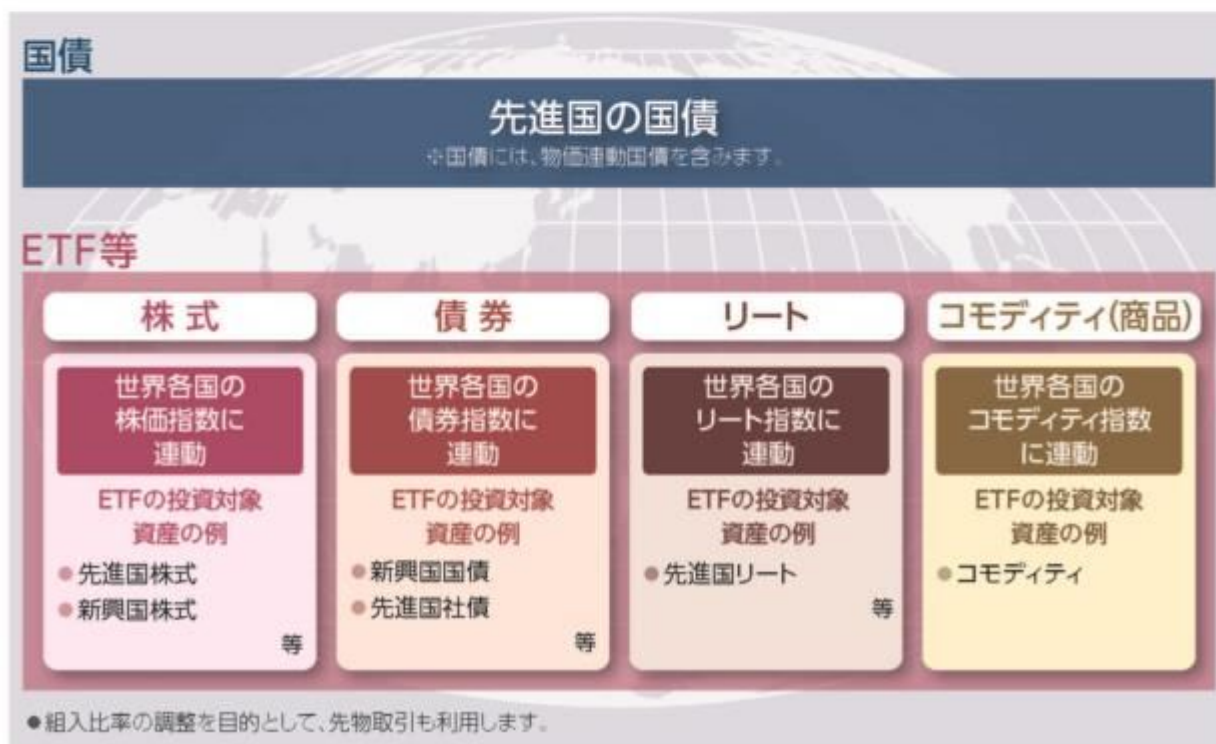 国債
先進国の国債
※国債には、物価連動国債を含みます。
ETF等
株 式
世界各国の
株価指数に
連動
ETFの投資対象
資産の例
●先進国株式
●新興国株式
等
債 券
世界各国の
債券指数に
連動
ETFの投資対象
資産の例
●新興国国債
●先進国社債
等
リート
世界各国の
リート指数に
連動
ETFの投資対象
資産の例
●先進国リート
等
コモディティ(商品)
世界各国の
コモディティ指数
に連動
ETFの投資対象
資産の例
●コモディティ
●組入比率の調整を目的として、先物取引も利用します。